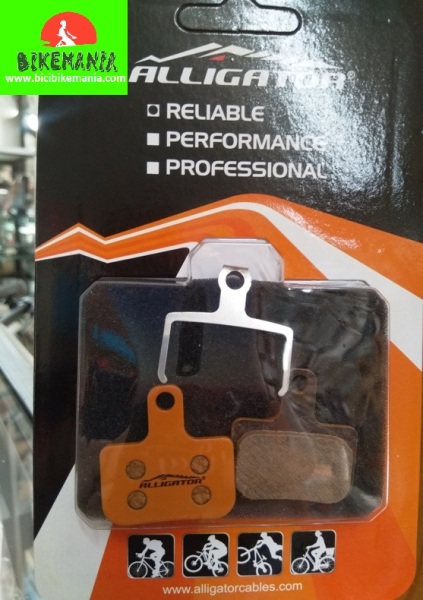 BIKEMANIA
www.bicibikemania.com
ALLIGATOR
RELIABLE
PERFORMANCE
PROFESSIONAL
ALLIGATOR
www.alligatorcables.com